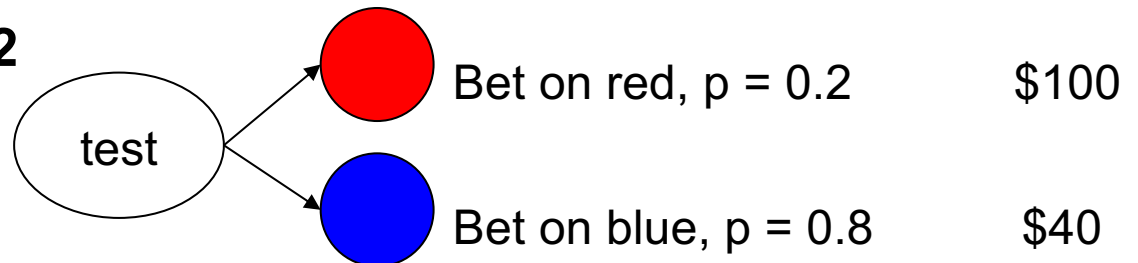 2
Bet on red, p = 0.2 $100
test
Bet on blue, p = 0.8 $40